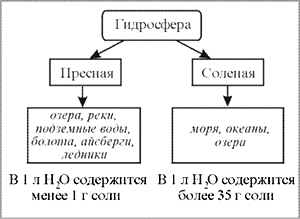 Гидросфера
Пресная
Соленая
озера, реки,
подземные воды,
болота, айсберги,
ледники
моря, океаны,
озера
В 1 л H₂O содержится
менее 1 г соли
В 1 л H₂O содержится
более 35 г соли